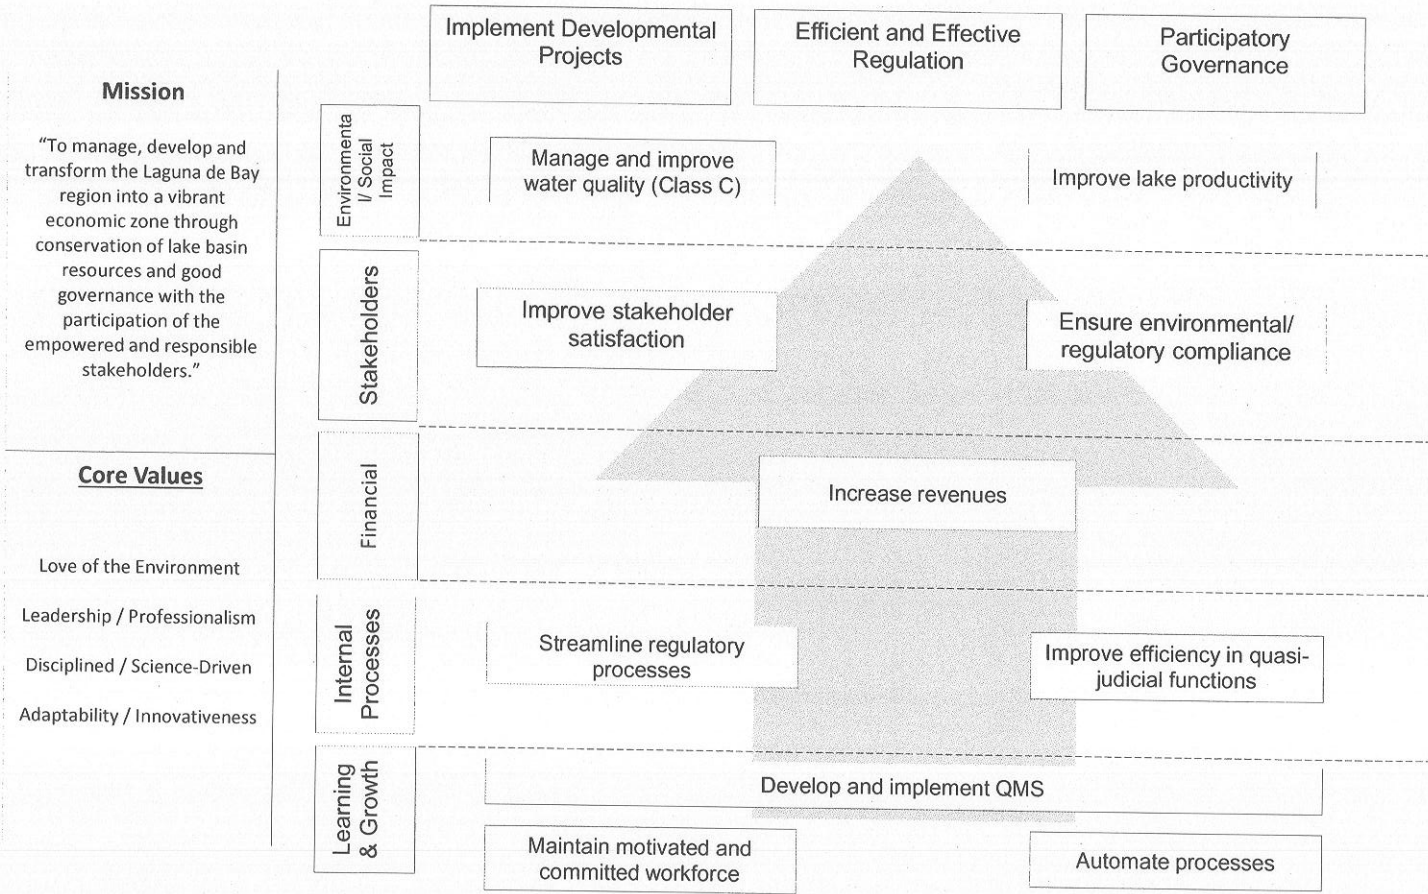 Implement Developmental
Projects
Efficient and Effective
Regulation
Participatory
Governance
Mission
“To manage, develop and
transform the Laguna de Bay
region into a vibrant
economic zone through
conservation of lake basin
resources and good
governance with the
participation of the
empowered and responsible
stakeholders.”
Core Values
Love of the Environment
Leadership / Professionalism
Disciplined / Science-Driven
Adaptability / Innovativeness
Environmenta
l/ Social
Impact
Manage and improve
water quality (Class C)
Improve lake productivity
Stakeholders
Improve stakeholder
satisfaction
Ensure environmental/
regulatory compliance
Financial
Increase revenues
Internal
Processes
Streamline regulatory
processes
Improve efficiency in quasi-
judicial functions
Learning
& Growth
Develop and implement QMS
Maintain motivated and
committed workforce
Automate processes